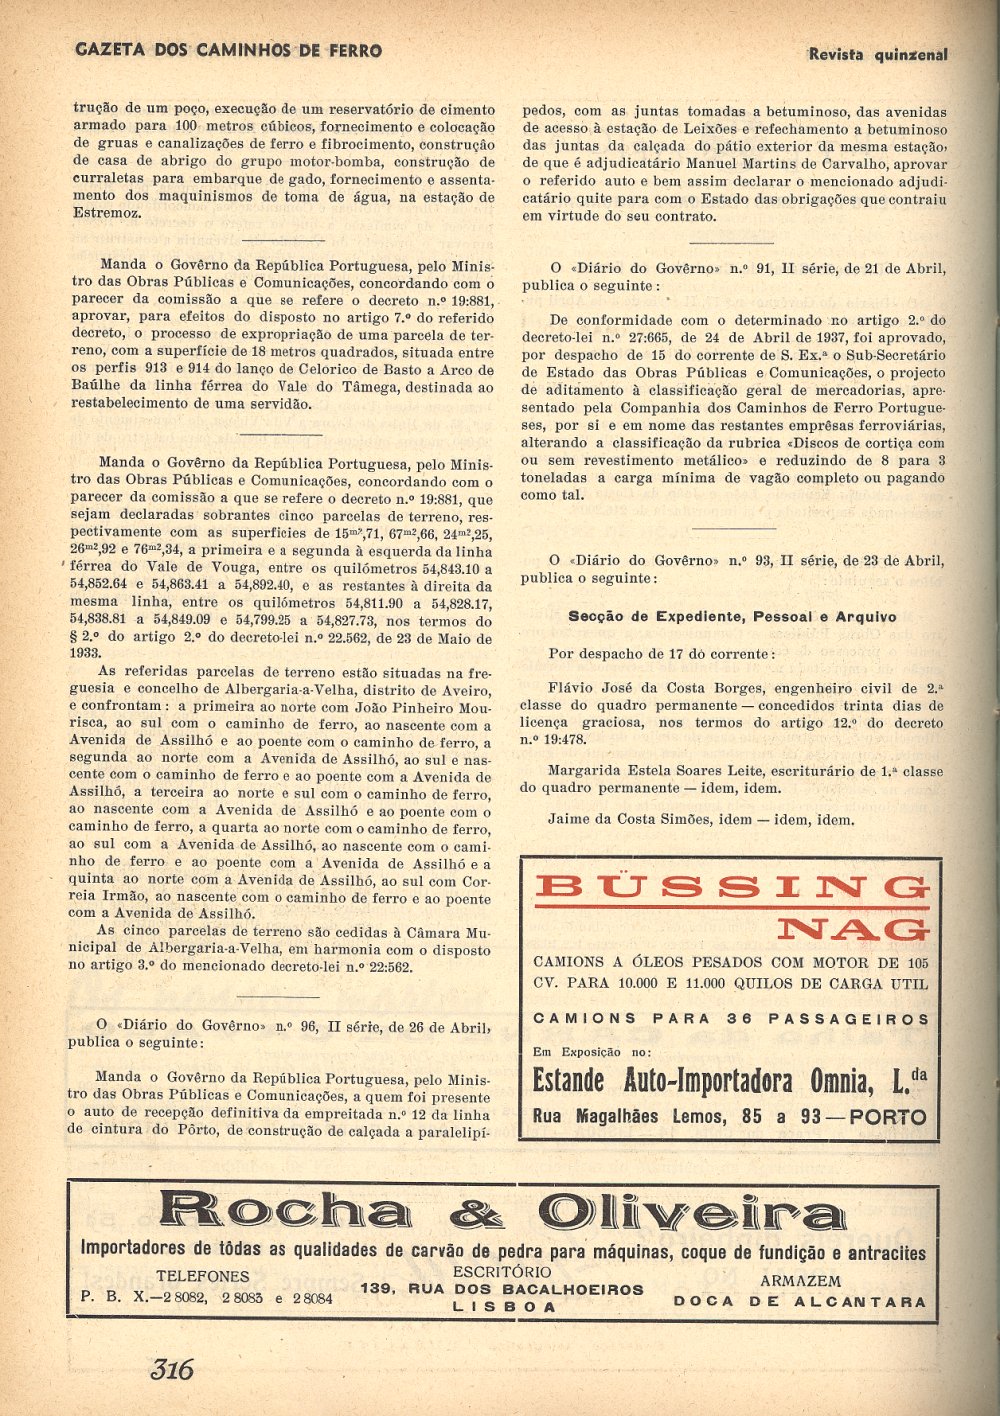 GAZETA DOS CAMINHOS DE FERRO
Revista quinzenal
trução de um poço, execução de um reservatório de cimento
armado para 100 metros cúbicos, fornecimento e colocação
de gruas e canalizações de ferro e fibrocimento, construção
de casa de abrigo do grupo motor-bomba, construção de
curraletas para embarque de gado, fornecimento e assenta-
mento dos maquinismos de toma de água, na estação de
Estremoz.
Manda o Govêrno da República Portuguesa, pelo Minis-
tro das Obras Públicas e Comunicações, concordando com o
parecer da comissão a que se refere o decreto n.º 19:881,
aprovar, para efeitos do disposto no artigo 7.º do referido
decreto, o processo de expropriação de uma parcela de ter-
reno, com a superfície de 18 metros quadrados, situada entre
os perfis 913 e 914 do lanço de Celorico de Basto a Arco de
Baúlhe da linha férrea do Vale do Tâmega, destinada ao
restabelecimento de uma servidão.
Manda o Govêrno da República Portuguesa, pelo Minis-
tro das Obras Públicas e Comunicações, concordando com o
parecer da comissão a que se refere o decreto n.º 19:881, que
sejam declaradas sobrantes cinco parcelas de terreno, res-
pectivamente com as superfícies de 15m²,71, 67m²,66, 24m²,25,
26m²,92 e 76m²,34, a primeira e a segunda à esquerda da linha
férrea do Vale de Vouga, entre os quilómetros 54,843.10 a
54,852.64 e 54,863.41 a 54,892.40, e as restantes à direita da
mesma linha, entre os quilómetros 54,811.90 a 54,828.17,
54,838.81 a 54,849.09 e 54,799.25 a 54,827.73, nos termos do
§ 2.º do artigo 2.º do decreto-lei n.º 22.562, de 23 de Maio de
1933.
As referidas parcelas de terreno estão situadas na fre-
guesia e concelho de Albergaria-a-Velha, distrito de Aveiro,
e confrontam: a primeira ao norte com João Pinheiro Mou-
risca, ao sul com o caminho de ferro, ao nascente com a
Avenida de Assilhó e ao poente com o caminho de ferro, a
segunda ao norte com a Avenida de Assilhó, ao sul e nas-
cente com o caminho de ferro e ao poente com a Avenida de
Assilhó, a terceira ao norte e sul com o caminho de ferro,
ao nascente com a Avenida de Assilhó e ao poente com o
caminho de ferro, a quarta ao norte com o caminho de ferro,
ao sul com a Avenida de Assilhó, ao nascente com o cami-
nho de ferro e ao poente com a Avenida de Assilhó e a
quinta ao norte com a Avenida de Assilhó, ao sul com Cor-
reia Irmão, ao nascente com o caminho de ferro e ao poente
com a Avenida de Assilhó.
As cinco parcelas de terreno são cedidas à Câmara Mu-
nicipal de Albergaria-a-Velha, em harmonia com o disposto
no artigo 3.º do mencionado decreto-lei n.º 22:562.
O «Diário do Govêrno» n.º 96, II série, de 26 de Abril,
publica o seguinte:
Manda o Govêrno da República Portuguesa, pelo Minis-
tro das Obras Públicas e Comunicações, a quem foi presente
o auto de recepção definitiva da empreitada n.º 12 da linha
de cintura do Pôrto, de construção de calçada a paralelipí-
pedos, com as juntas tomadas a betuminoso, das avenidas
de acesso à estação de Leixões e refechamento a betuminoso
das juntas da calçada do pátio exterior da mesma estação,
de que é adjudicatário Manuel Martins de Carvalho, aprovar
o referido auto e bem assim declarar o mencionado adjudi-
catário quite para com o Estado das obrigações que contraiu
em virtude do seu contrato.
O «Diário do Govêrno» n.º 91, II série, de 21 de Abril,
publica o seguinte:
De conformidade com o determinado no artigo 2.º do
decreto-lei n.º 27:665, de 24 de Abril de 1937, foi aprovado,
por despacho de 15 do corrente de S. Ex.ª o Sub-Secretário
de Estado das Obras Públicas e Comunicações, o projecto
de aditamento à classificação geral de mercadorias, apre-
sentado pela Companhia dos Caminhos de Ferro Portugue-
ses, por si e em nome das restantes emprêsas ferroviárias,
alterando a classificação da rubrica «Discos de cortiça com
ou sem revestimento metálico» e reduzindo de 8 para 3
toneladas a carga mínima de vagão completo ou pagando
como tal.
O «Diário do Govêrno» n.º 93, II série, de 23 de Abril,
publica o seguinte:
Secção de Expediente, Pessoal e Arquivo
Por despacho de 17 do corrente:
Flávio José da Costa Borges, engenheiro civil de 2.ª
classe do quadro permanente — concedidos trinta dias de
licença graciosa, nos termos do artigo 12.º do decreto
n.º 19:478.
Margarida Estela Soares Leite, escriturário de 1.ª classe
do quadro permanente — idem, idem.
Jaime da Costa Simões, idem — idem, idem.
BÜSSING
NAG
CAMIONS A ÓLEOS PESADOS COM MOTOR DE 105
CV. PARA 10.000 E 11.000 QUILOS DE CARGA UTIL
CAMIONS PARA 36 PASSAGEIROS
Em Exposição no:
Estande Auto-Importadora Omnia, L.da
Rua Magalhães Lemos, 85 a 93 — PORTO
Rocha & Oliveira
Importadores de tôdas as qualidades de carvão de pedra para máquinas, coque de fundição e antracites
TELEFONES
P. B. X.—2 8082, 2 8083 e 2 8084
ESCRITÓRIO
139, RUA DOS BACALHOEIROS
LISBOA
ARMAZEM
DOCA DE ALCANTARA
316